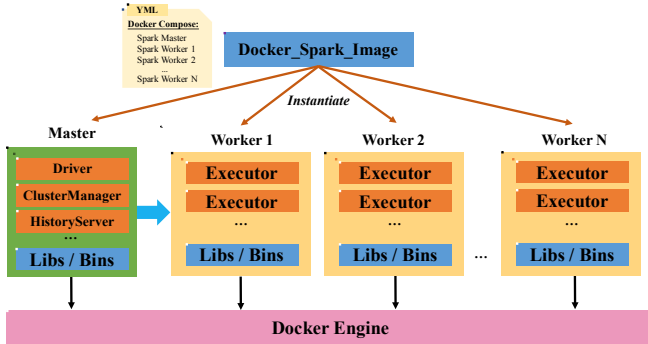 YML
Docker Compose:
Spark Master
Spark Worker 1
Spark Worker 2
...
Spark Worker N
Docker_Spark_Image
Instantiate
Master
Worker 1
Worker 2
Worker N
Driver
ClusterManager
HistoryServer
...
Libs / Bins
Executor
Executor
...
Libs / Bins
Executor
Executor
...
Libs / Bins
...
Executor
Executor
...
Libs / Bins
Docker Engine